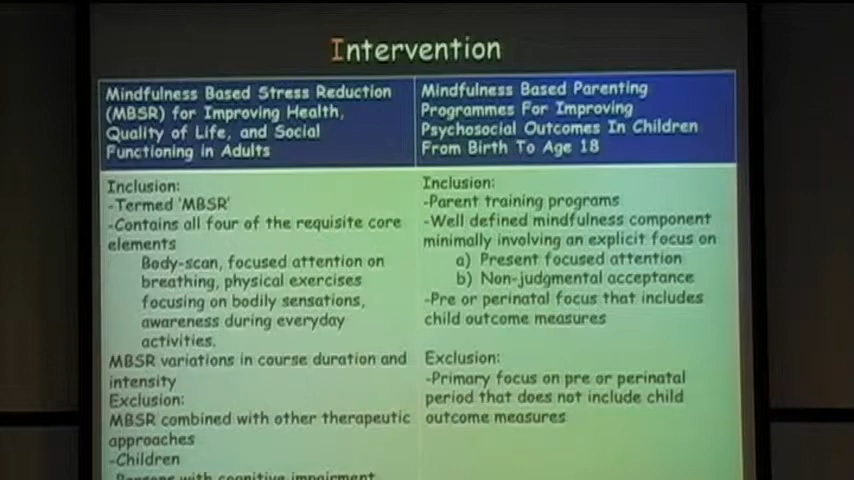 Intervention
Mindfulness Based Stress Reduction
(MBSR) for Improving Health,
Quality of Life, and Social
Functioning in Adults
Mindfulness Based Parenting
Programmes For Improving
Psychosocial Outcomes In Children
From Birth To Age 18
Inclusion:
-Termed 'MBSR'
-Contains all four of the requisite core
elements
Body-scan, focused attention on
breathing, physical exercises
focusing on bodily sensations,
awareness during everyday
activities.
MBSR variations in course duration and
intensity
Exclusion:
MBSR combined with other therapeutic
approaches
-Children
-Persons with cognitive impairment
Inclusion:
-Parent training programs
-Well defined mindfulness component
minimally involving an explicit focus on
a) Present focused attention
b) Non-judgmental acceptance
-Pre or perinatal focus that includes
child outcome measures
Exclusion:
-Primary focus on pre or perinatal
period that does not include child
outcome measures